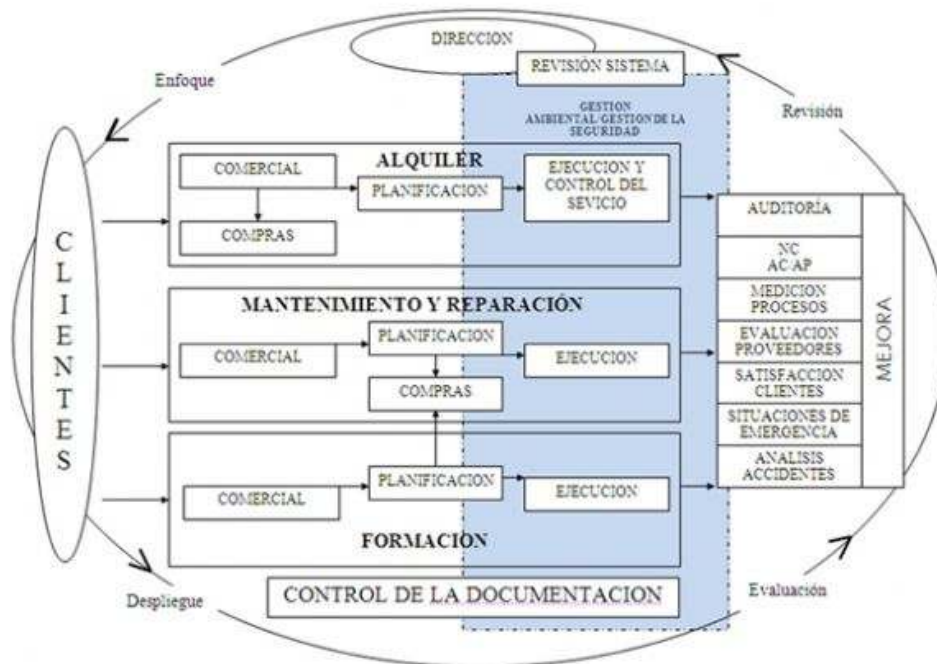 DIRECCION
REVISIÓN SISTEMA
Enfoque
Revisión
GESTION
AMBIENTAL/GESTION DE LA
SEGURIDAD
CLIENTES
ALQUILER
COMERCIAL
PLANIFICACION
EJECUCION Y
CONTROL DEL
SEVICIO
COMPRAS
MANTENIMIENTO Y REPARACIÓN
PLANIFICACION
COMERCIAL
EJECUCION
COMPRAS
PLANIFICACION
COMERCIAL
EJECUCION
FORMACIÓN
AUDITORÍA
NC
AC/AP
MEDICION
PROCESOS
EVALUACION
PROVEEDORES
SATISFACCION
CLIENTES
SITUACIONES DE
EMERGENCIA
ANALISIS
ACCIDENTES
MEJORA
CONTROL DE LA DOCUMENTACION
Despliegue
Evaluación